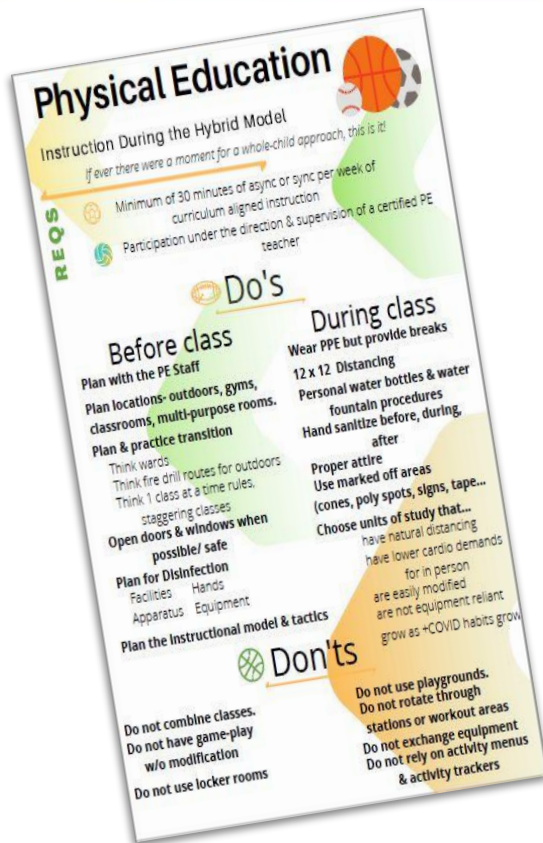 Physical Education
Instruction During the Hybrid Model
If ever there were a moment for a whole-child approach, this is it!
REQS
Minimum of 30 minutes of async or sync per week of
curriculum aligned instruction
Participation under the direction & supervision of a certified PE
teacher
Do's
Before class
Plan with the PE Staff
Plan locations- outdoors, gyms,
classrooms, multi-purpose rooms.
Plan & practice transition
Think wards
Think fire drill routes for outdoors
Think 1 class at a time rules,
staggering classes
Open doors & windows when
possible/ safe
Plan for Disinfection
Facilities Hands
Apparatus Equipment
Plan the Instructional model & tactics
During class
Wear PPE but provide breaks
12 x 12 Distancing
Personal water bottles & water
fountain procedures
Hand sanitize before, during,
after
Proper attire
Use marked off areas
(cones, poly spots, signs, tape...
Choose units of study that...
have natural distancing
have lower cardio demands
for in person
are easily modified
are not equipment reliant
grow as +COVID habits grow
Don'ts
Do not combine classes.
Do not have game-play
w/o modification
Do not use locker rooms
Do not use playgrounds.
Do not rotate through
stations or workout areas
Do not exchange equipment
Do not rely on activity menus
& activity trackers